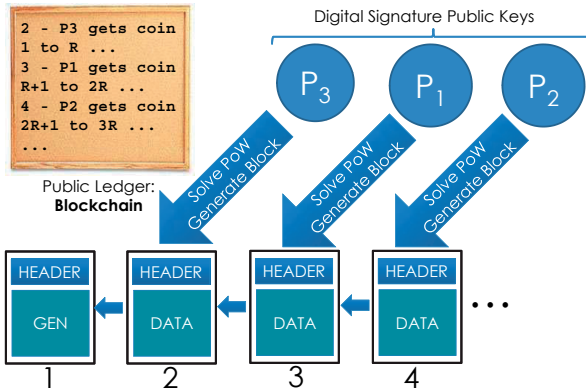 2 - P3 gets coin
1 to R ...
3 - P1 gets coin
R+1 to 2R ...
4 - P2 gets coin
2R+1 to 3R ...
...
Public Ledger:
Blockchain
Digital Signature Public Keys
P3
P1
P2
Solve PoW
Generate Block
Solve PoW
Generate Block
Solve PoW
Generate Block
HEADER
GEN
1
HEADER
DATA
2
HEADER
DATA
3
HEADER
DATA
4
...